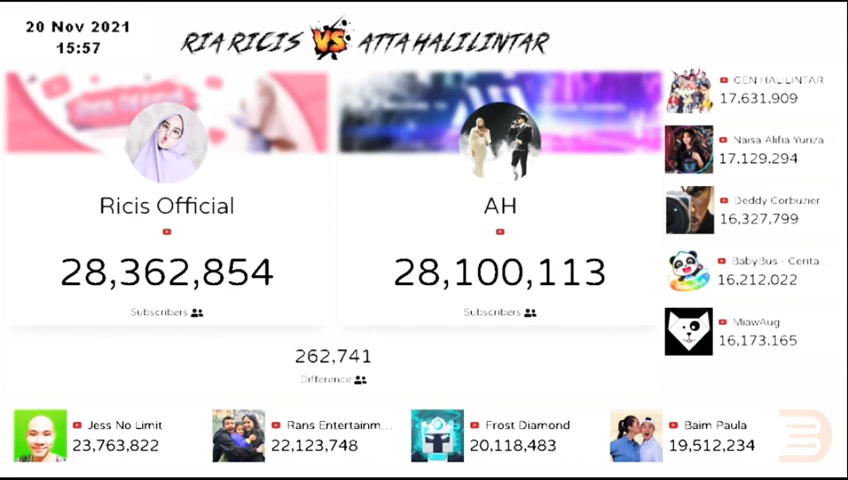 20 Nov 2021
15:57
RIA RICIS VS ATTA HALILINTAR
Ricis Official
28,362,854
Subscribers
AH
28,100,113
Subscribers
262,741
Difference
GEN HALILINTAR
17.631,909
Naisa Alifia Yuriza ...
17,129,294
Deddy Corbuzier
16,327,799
BabyBus - Cerita ...
16,212,022
MiawAug
16,173,165
Jess No Limit
23,763,822
Rans Entertainm...
22,123,748
Frost Diamond
20,118,483
Baim Paula
19,512,234